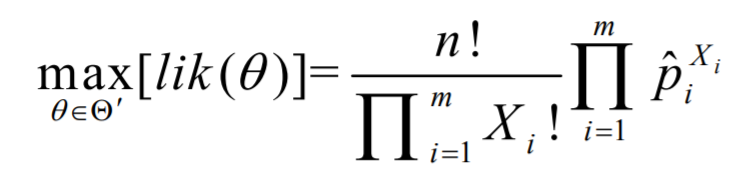 max_{θ∈Θ′}[lik(θ)]= n! / ∏_{i=1}^{m} X_i! ∏_{i=1}^{m} p̂_i^{X_i}